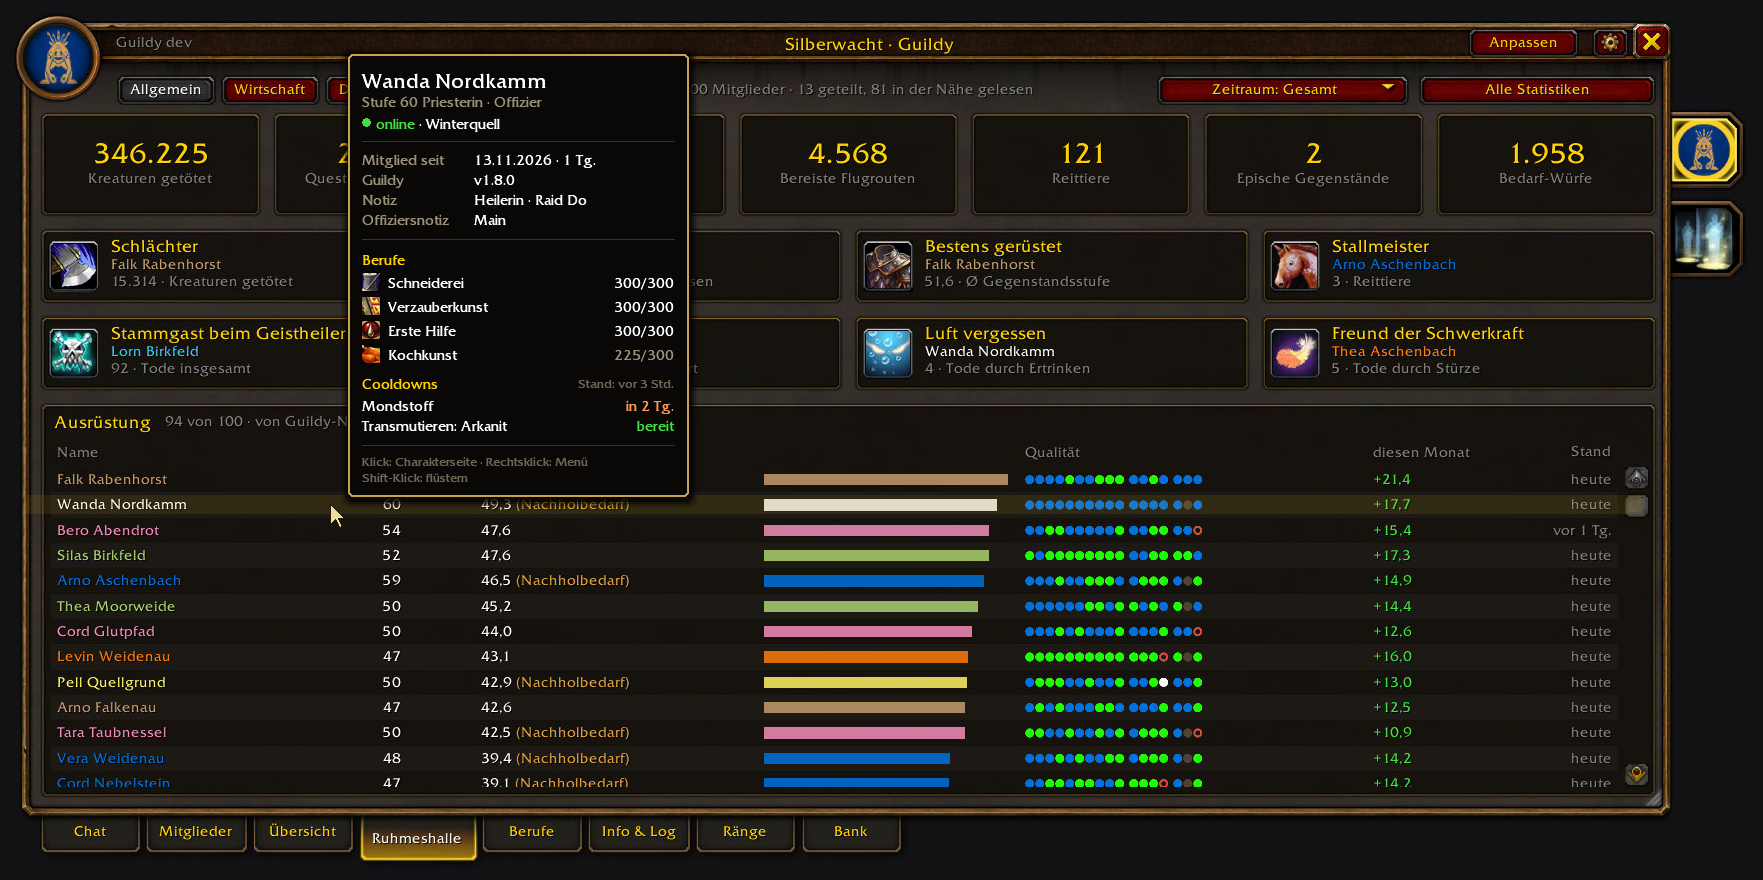 Guildy dev
Silberwacht · Guildy
Anpassen
Allgemein
Wirtschaft
00 Mitglieder · 13 geteilt, 81 in der Nähe gelesen
Zeitraum: Gesamt
Alle Statistiken
346.225
Kreaturen getötet
Quest
4.568
Bereiste Flugrouten
121
Reittiere
2
Epische Gegenstände
1.958
Bedarf-Würfe
Wanda Nordkamm
Stufe 60 Priesterin · Offizier
online · Winterquell
Mitglied seit 13.11.2026 · 1 Tg.
Guildy v1.8.0
Notiz Heilerin · Raid Do
Offiziersnotiz Main
Berufe
Schneiderei 300/300
Verzauberkunst 300/300
Erste Hilfe 300/300
Kochkunst 225/300
Cooldowns Stand: vor 3 Std.
Mondstoff in 2 Tg.
Transmutieren: Arkanit bereit
Klick: Charakterseite · Rechtsklick: Menü
Shift-Klick: flüstern
Schlächter
Falk Rabenhorst
15.314 · Kreaturen getötet
Bestens gerüstet
Falk Rabenhorst
51,6 · Ø Gegenstandsstufe
Stallmeister
Arno Aschenbach
3 · Reittiere
Stammgast beim Geistheiler
Lorn Birkfeld
92 · Tode insgesamt
Luft vergessen
Wanda Nordkamm
4 · Tode durch Ertrinken
Freund der Schwerkraft
Thea Aschenbach
5 · Tode durch Stürze
Ausrüstung 94 von 100 · von Guildy-N
Name Qualität diesen Monat Stand
Falk Rabenhorst +21,4 heute
Wanda Nordkamm 60 49,3 (Nachholbedarf) +17,7 heute
Bero Abendrot 54 47,6 +15,4 vor 1 Tg.
Silas Birkfeld 52 47,6 +17,3 heute
Arno Aschenbach 59 46,5 (Nachholbedarf) +14,9 heute
Thea Moorweide 50 45,2 +14,4 heute
Cord Glutpfad 50 44,0 +12,6 heute
Levin Weidenau 47 43,1 +16,0 heute
Pell Quellgrund 50 42,9 (Nachholbedarf) +13,0 heute
Arno Falkenau 47 42,6 +12,5 heute
Tara Taubnessel 50 42,5 (Nachholbedarf) +10,9 heute
Vera Weidenau 48 39,4 (Nachholbedarf) +14,2 heute
Cord Nebelstein 47 39,1 (Nachholbedarf) +14,2 heute
Chat
Mitglieder
Übersicht
Ruhmeshalle
Berufe
Info & Log
Ränge
Bank